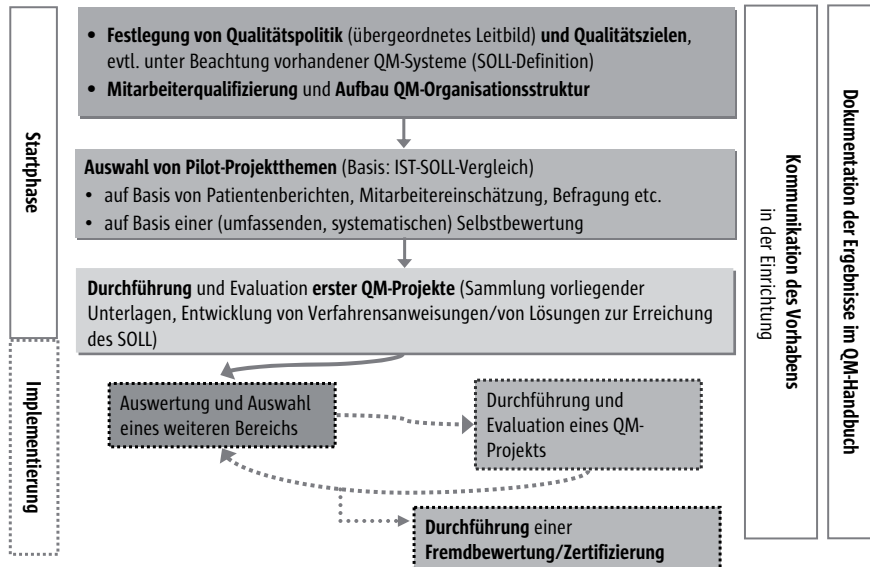 Startphase
• Festlegung von Qualitätspolitik (übergeordnetes Leitbild) und Qualitätszielen,
evtl. unter Beachtung vorhandener QM-Systeme (SOLL-Definition)
• Mitarbeiterqualifizierung und Aufbau QM-Organisationsstruktur
Auswahl von Pilot-Projektthemen (Basis: IST-SOLL-Vergleich)
• auf Basis von Patientenberichten, Mitarbeitereinschätzung, Befragung etc.
• auf Basis einer (umfassenden, systematischen) Selbstbewertung
Durchführung und Evaluation erster QM-Projekte (Sammlung vorliegender
Unterlagen, Entwicklung von Verfahrensanweisungen/von Lösungen zur Erreichung
des SOLL)
Implementierung
Auswertung und Auswahl
eines weiteren Bereichs
Durchführung und
Evaluation eines QM-
Projekts
Durchführung einer
Fremdbewertung/Zertifizierung
Kommunikation des Vorhabens
in der Einrichtung
Dokumentation der Ergebnisse im QM-Handbuch